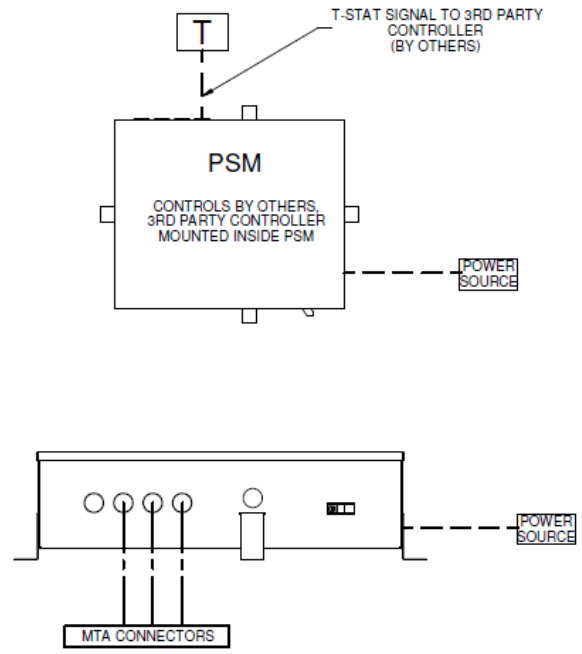 T-STAT SIGNAL TO 3RD PARTY
CONTROLLER
(BY OTHERS)
T
PSM
CONTROLS BY OTHERS,
3RD PARTY CONTROLLER
MOUNTED INSIDE PSM
POWER
SOURCE
POWER
SOURCE
MTA CONNECTORS